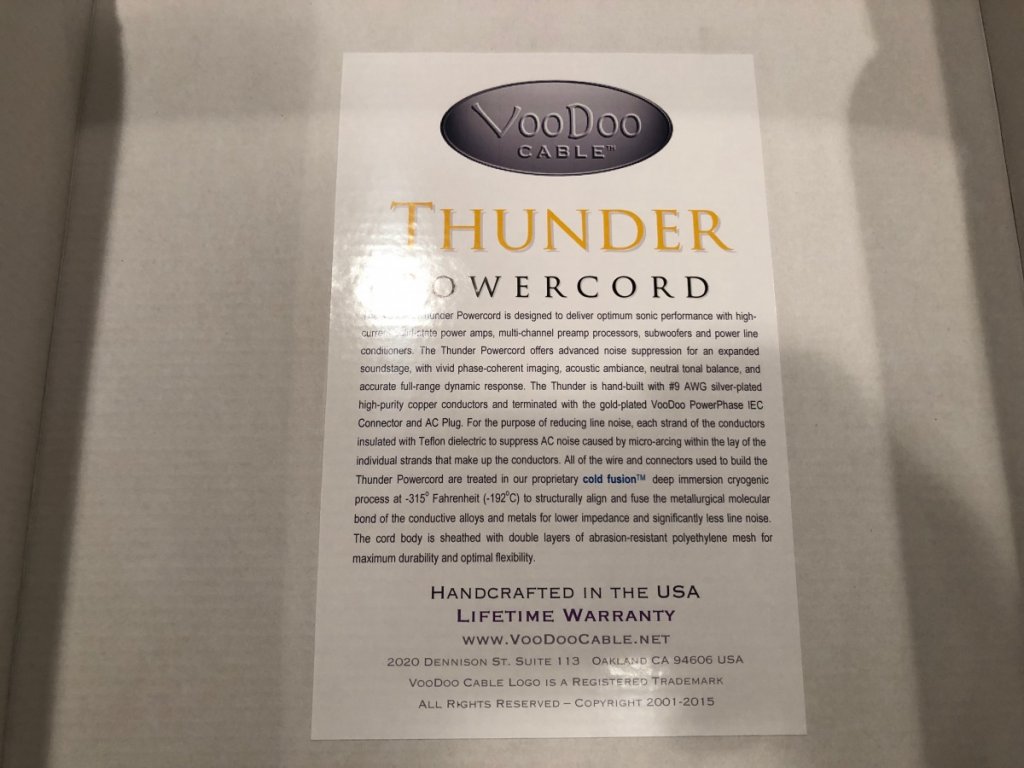 VooDoo
CABLE™
THUNDER
POWERCORD
Thunder Powercord is designed to deliver optimum sonic performance with high-
power amps, multi-channel preamp processors, subwoofers and power line
conditioners. The Thunder Powercord offers advanced noise suppression for an expanded
soundstage, with vivid phase-coherent imaging, acoustic ambiance, neutral tonal balance, and
accurate full-range dynamic response. The Thunder is hand-built with #9 AWG silver-plated
high-purity copper conductors and terminated with the gold-plated VooDoo PowerPhase IEC
Connector and AC Plug. For the purpose of reducing line noise, each strand of the conductors
insulated with Teflon dielectric to suppress AC noise caused by micro-arcing within the lay of the
individual strands that make up the conductors. All of the wire and connectors used to build the
Thunder Powercord are treated in our proprietary cold fusion™ deep immersion cryogenic
process at -315° Fahrenheit (-192°C) to structurally align and fuse the metallurgical molecular
bond of the conductive alloys and metals for lower impedance and significantly less line noise.
The cord body is sheathed with double layers of abrasion-resistant polyethylene mesh for
maximum durability and optimal flexibility.
HANDCRAFTED IN THE USA
LIFETIME WARRANTY
WWW.VOODOOCABLE.NET
2020 DENNISON ST. SUITE 113 OAKLAND CA 94606 USA
VOODOO CABLE LOGO IS A REGISTERED TRADEMARK
ALL RIGHTS RESERVED – COPYRIGHT 2001-2015